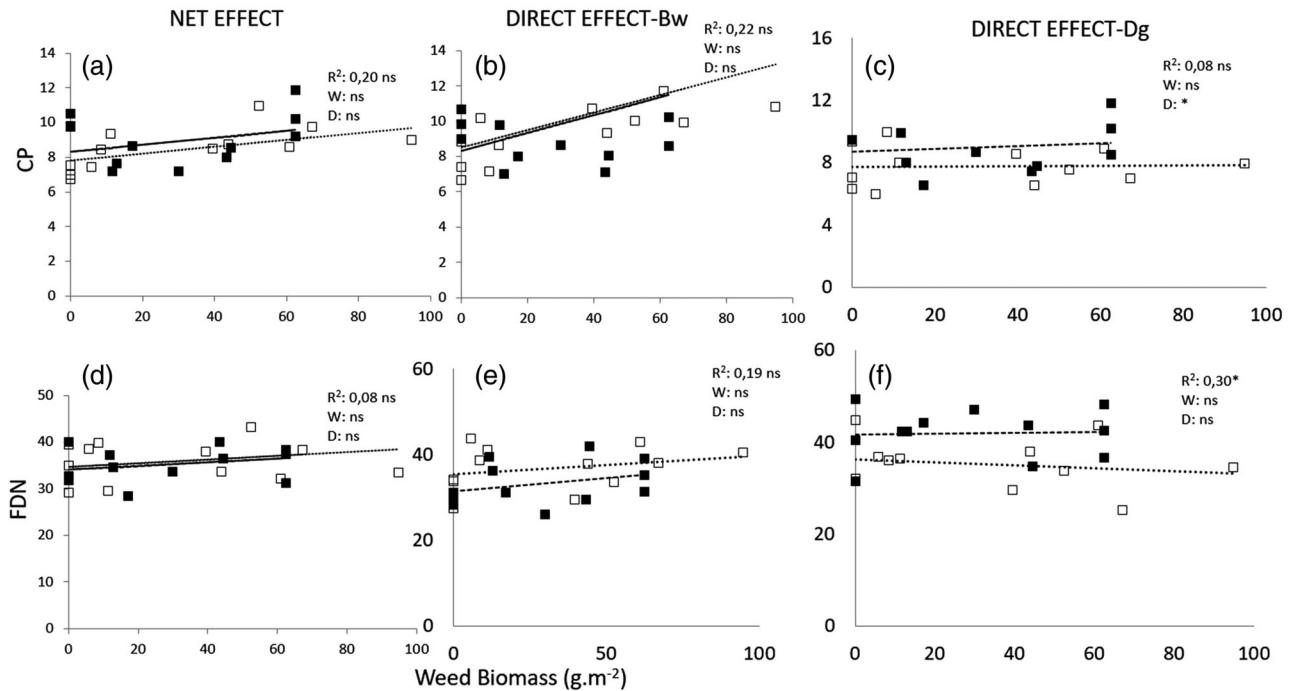 NET EFFECT
DIRECT EFFECT-Bw
DIRECT EFFECT-Dg
(a)
R²: 0,20 ns
W: ns
D: ns
CP
14
12
10
8
6
4
2
0
0
20
40
60
80
100
(b)
R²: 0,22 ns
W: ns
D: ns
14
12
10
8
6
4
2
0
0
20
40
60
80
100
(c)
R²: 0,08 ns
W: ns
D: *
16
12
8
4
0
0
20
40
60
80
100
(d)
R²: 0,08 ns
W: ns
D: ns
FDN
50
40
30
20
10
0
0
20
40
60
80
100
(e)
R²: 0,19 ns
W: ns
D: ns
60
40
20
0
0
50
100
(f)
R²: 0,30*
W: ns
D: ns
60
40
20
0
0
20
40
60
80
100
Weed Biomass (g.m⁻²)